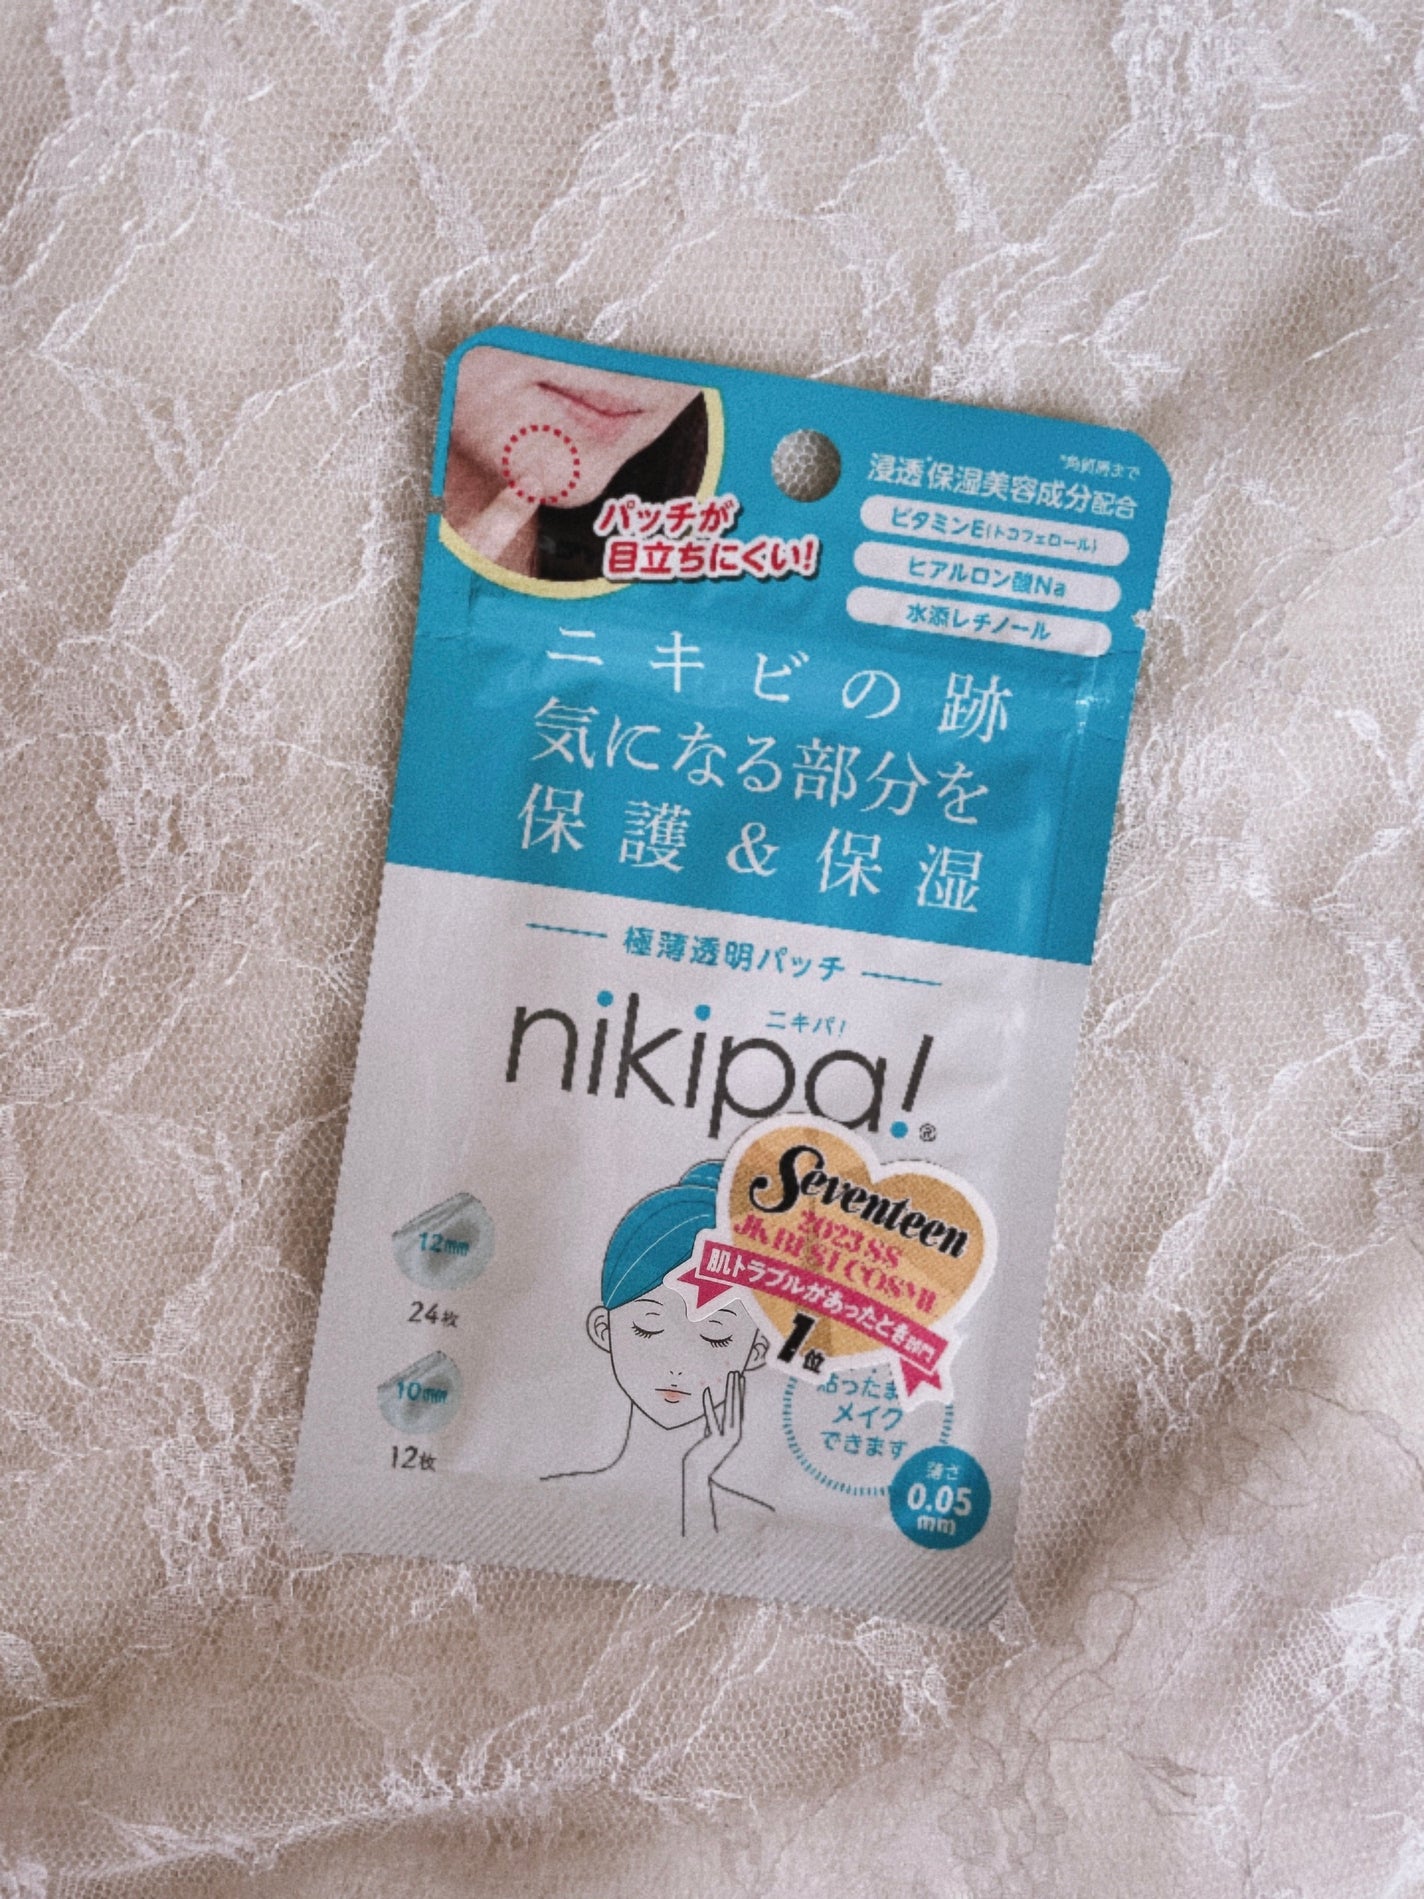 パッチが
目立ちにくい!
*角質層まで
浸透*保湿美容成分配合
ビタミンE(トコフェロール)
ヒアルロン酸Na
水添レチノール
ニキビの跡
気になる部分を
保護&保湿
極薄透明パッチ
ニキパ!
nikipa!®
Seventeen
2023 SS
JK BEST COSME
肌トラブルがあったとき部門
1位
12mm
24枚
10mm
12枚
貼ったまま
メイク
できます
薄さ
0.05
mm